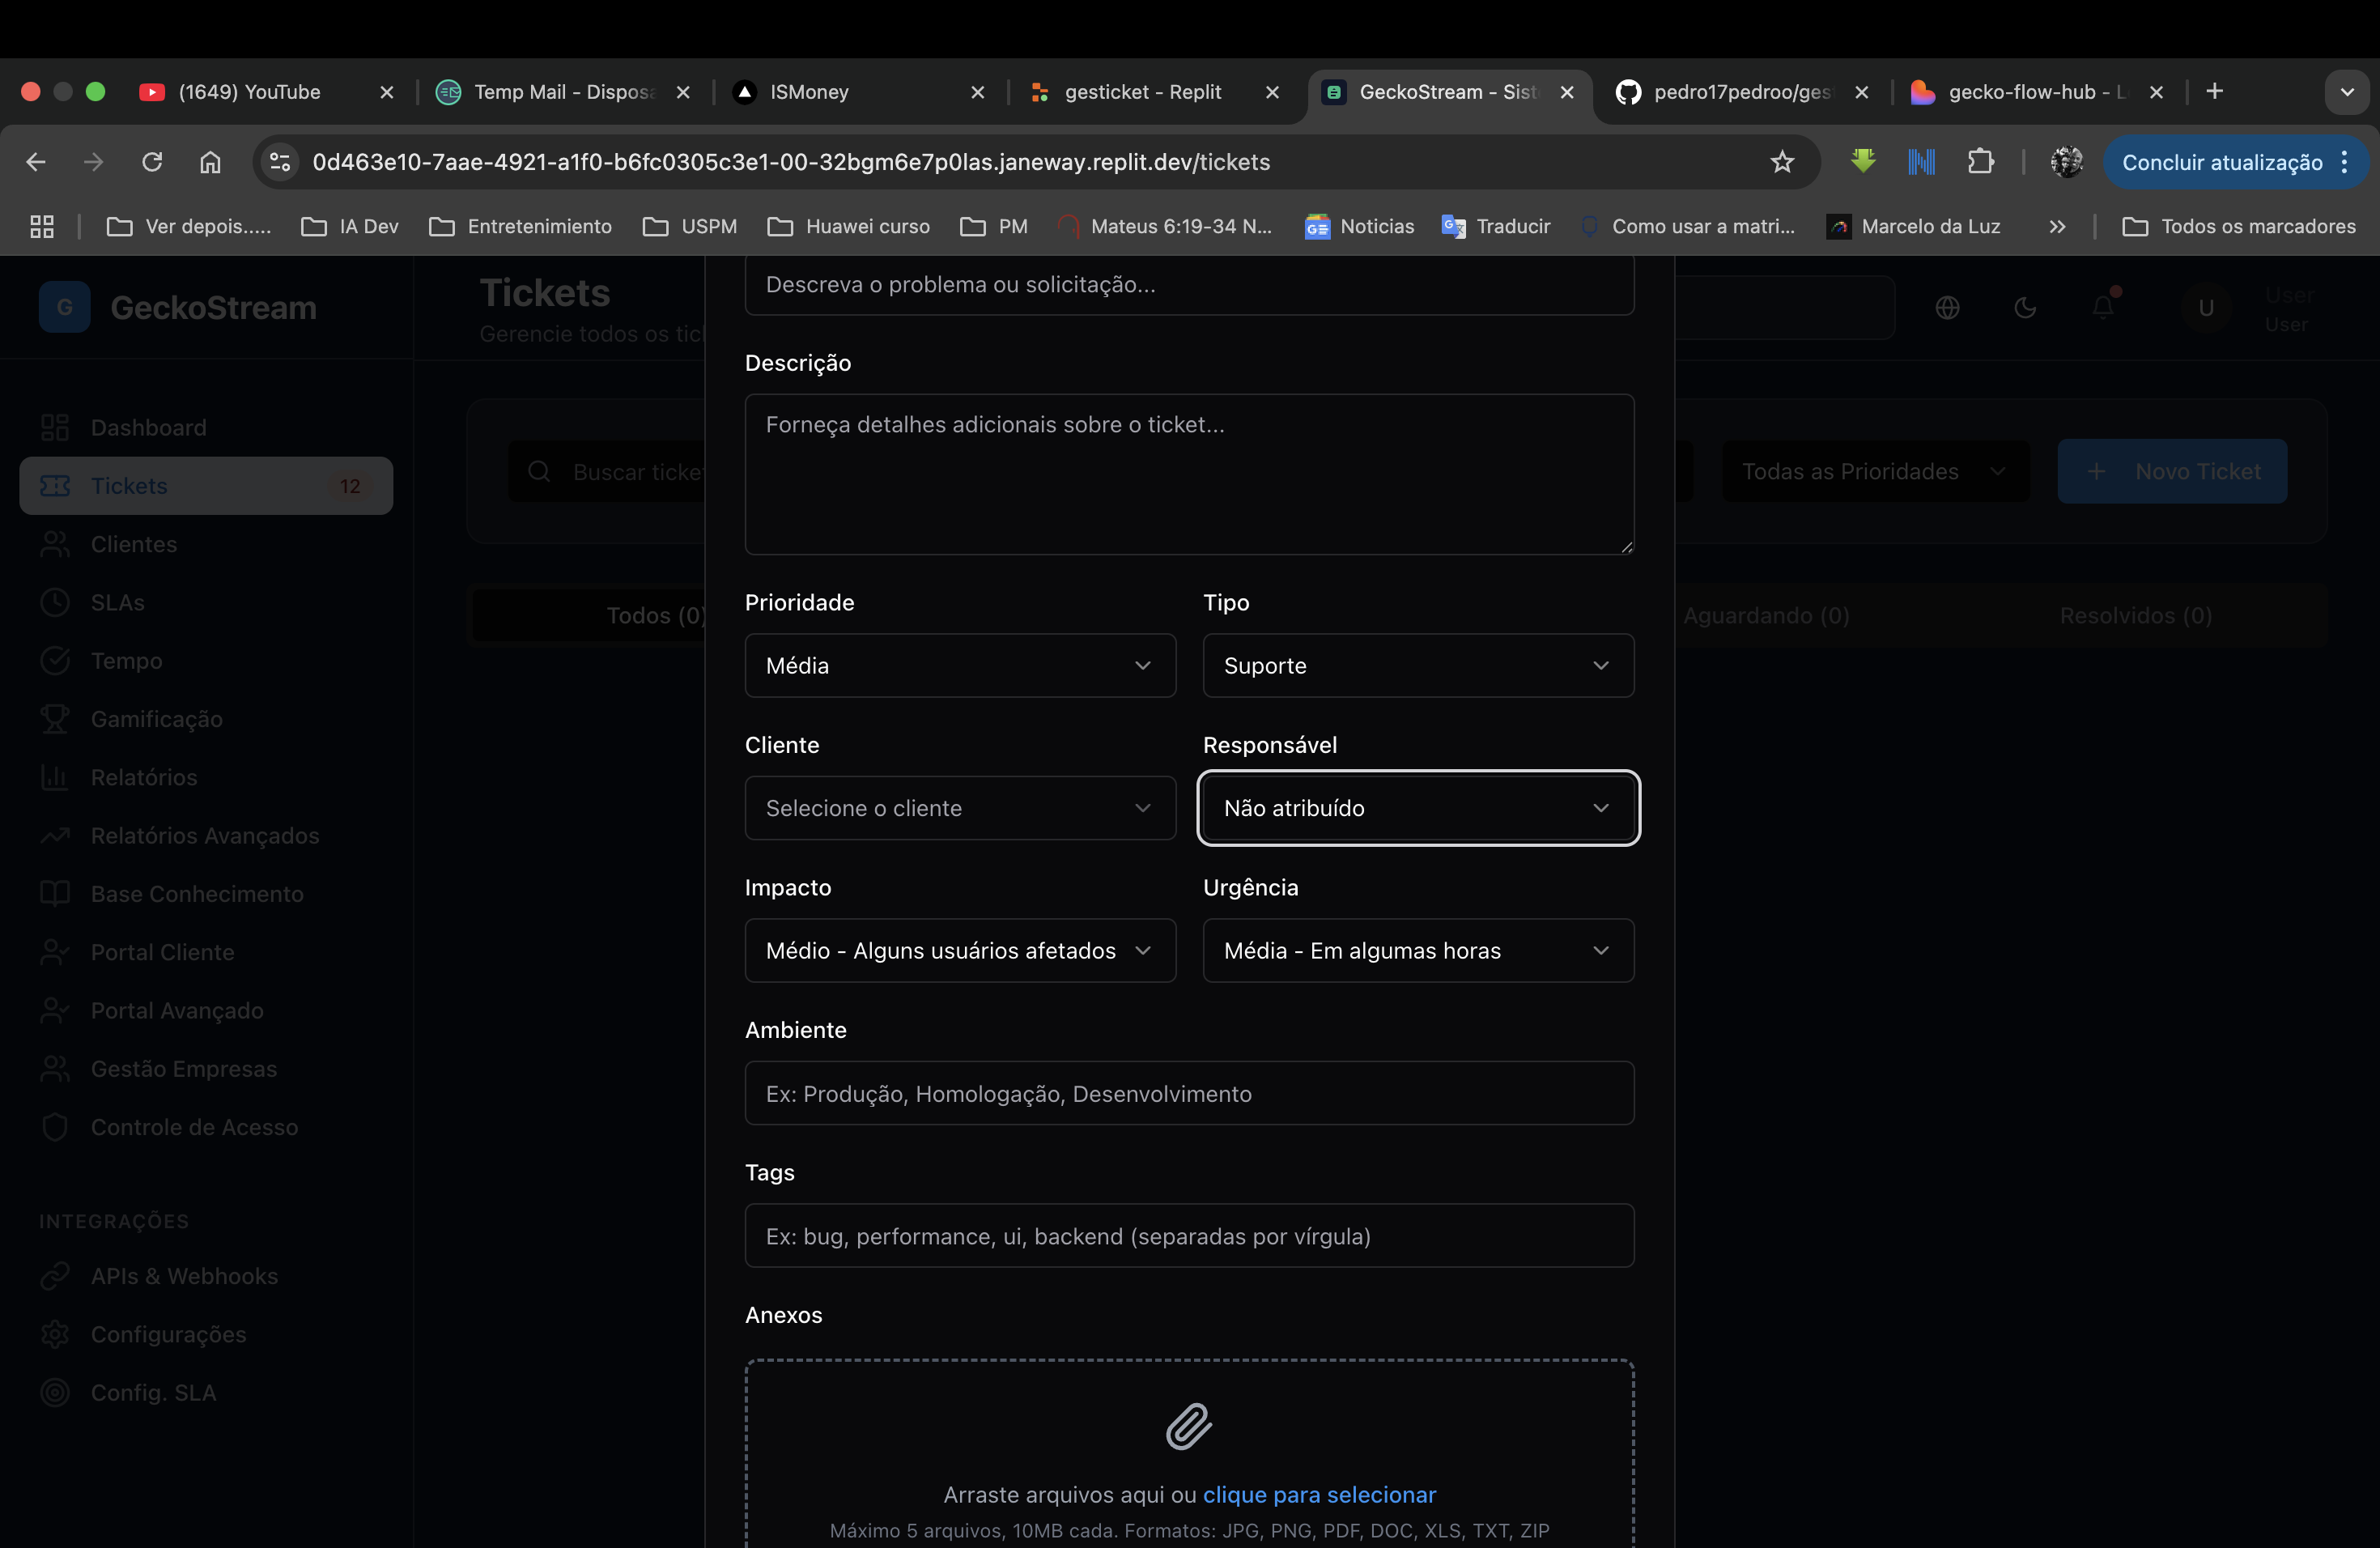 (1649) YouTube
Temp Mail - Dispos
ISMoney
gesticket - Replit
GeckoStream - Sist
pedro17pedroo/ges
gecko-flow-hub - L
0d463e10-7aae-4921-a1f0-b6fc0305c3e1-00-32bgm6e7p0las.janeway.replit.dev/tickets
Concluir atualização
Ver depois.....
IA Dev
Entretenimiento
USPM
Huawei curso
PM
Mateus 6:19-34 N...
Noticias
Traducir
Como usar a matri...
Marcelo da Luz
Todos os marcadores
G
GeckoStream
Dashboard
Tickets
12
Clientes
SLAs
Tempo
Gamificação
Relatórios
Relatórios Avançados
Base Conhecimento
Portal Cliente
Portal Avançado
Gestão Empresas
Controle de Acesso
INTEGRAÇÕES
APIs & Webhooks
Configurações
Config. SLA
Tickets
Gerencie todos os tic
U
User
User
Buscar ticke
Todas as Prioridades
Novo Ticket
Todos (0)
Aguardando (0)
Resolvidos (0)
Descreva o problema ou solicitação...
Descrição
Forneça detalhes adicionais sobre o ticket...
Prioridade
Tipo
Média
Suporte
Cliente
Responsável
Selecione o cliente
Não atribuído
Impacto
Urgência
Médio - Alguns usuários afetados
Média - Em algumas horas
Ambiente
Ex: Produção, Homologação, Desenvolvimento
Tags
Ex: bug, performance, ui, backend (separadas por vírgula)
Anexos
Arraste arquivos aqui ou clique para selecionar
Máximo 5 arquivos, 10MB cada. Formatos: JPG, PNG, PDF, DOC, XLS, TXT, ZIP